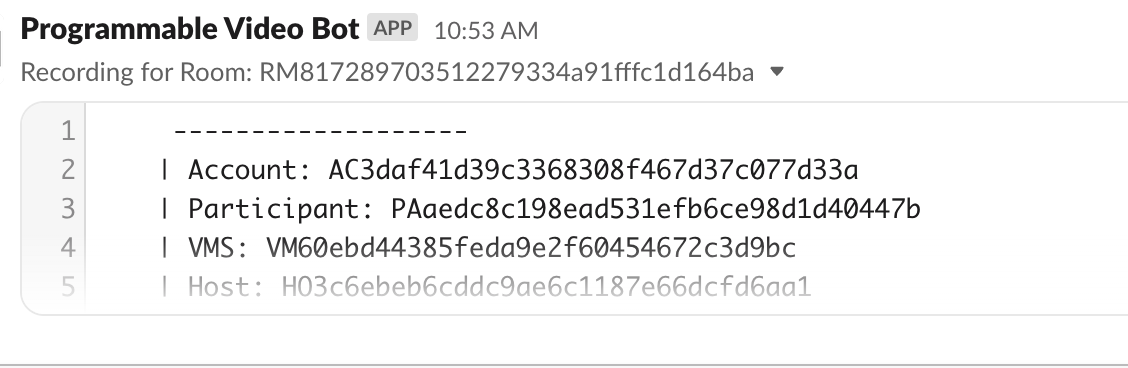 Programmable Video Bot APP 10:53 AM
Recording for Room: RM817289703512279334a91fffc1d164ba
1 -------------------
2 | Account: AC3daf41d39c3368308f467d37c077d33a
3 | Participant: PAaedc8c198ead531efb6ce98d1d40447b
4 | VMS: VM60ebd44385feda9e2f60454672c3d9bc
5 | Host: HO3c6ebeb6cddc9ae6c1187e66dcfd6aa1